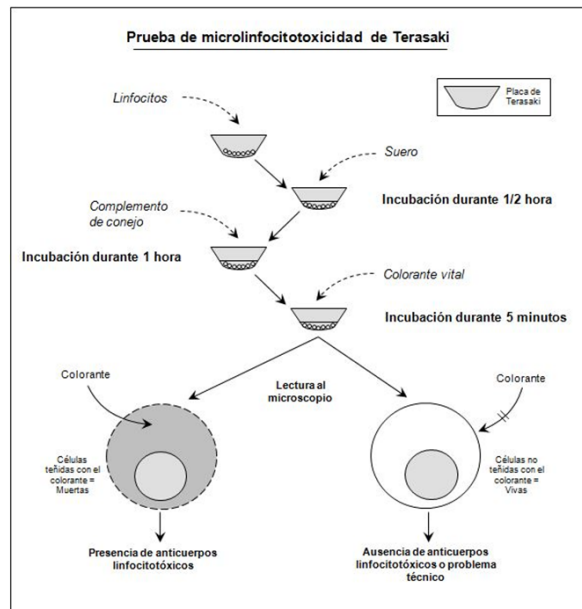 Prueba de microlinfocitotoxicidad de Terasaki
Placa de
Terasaki
Linfocitos
Suero
Incubación durante 1/2 hora
Complemento
de conejo
Incubación durante 1 hora
Colorante vital
Incubación durante 5 minutos
Lectura al
microscopio
Colorante
Colorante
Células
teñidas con el
colorante =
Muertas
Células no
teñidas con el
colorante =
Vivas
Presencia de anticuerpos
linfocitotóxicos
Ausencia de anticuerpos
linfocitotóxicos o problema
técnico